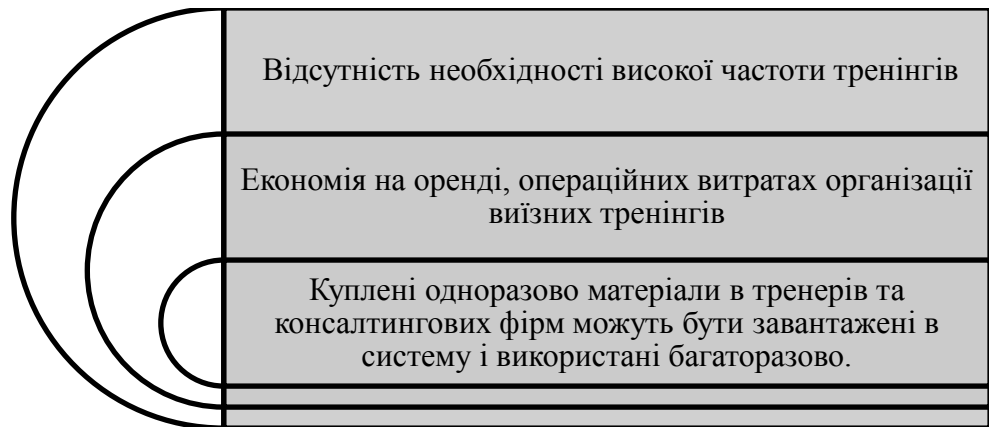 Відсутність необхідності високої частоти тренінгів
Економія на оренді, операційних витратах організації
виїзних тренінгів
Куплені одноразово матеріали в тренерів та
консалтингових фірм можуть бути завантажені в
систему і використані багаторазово.